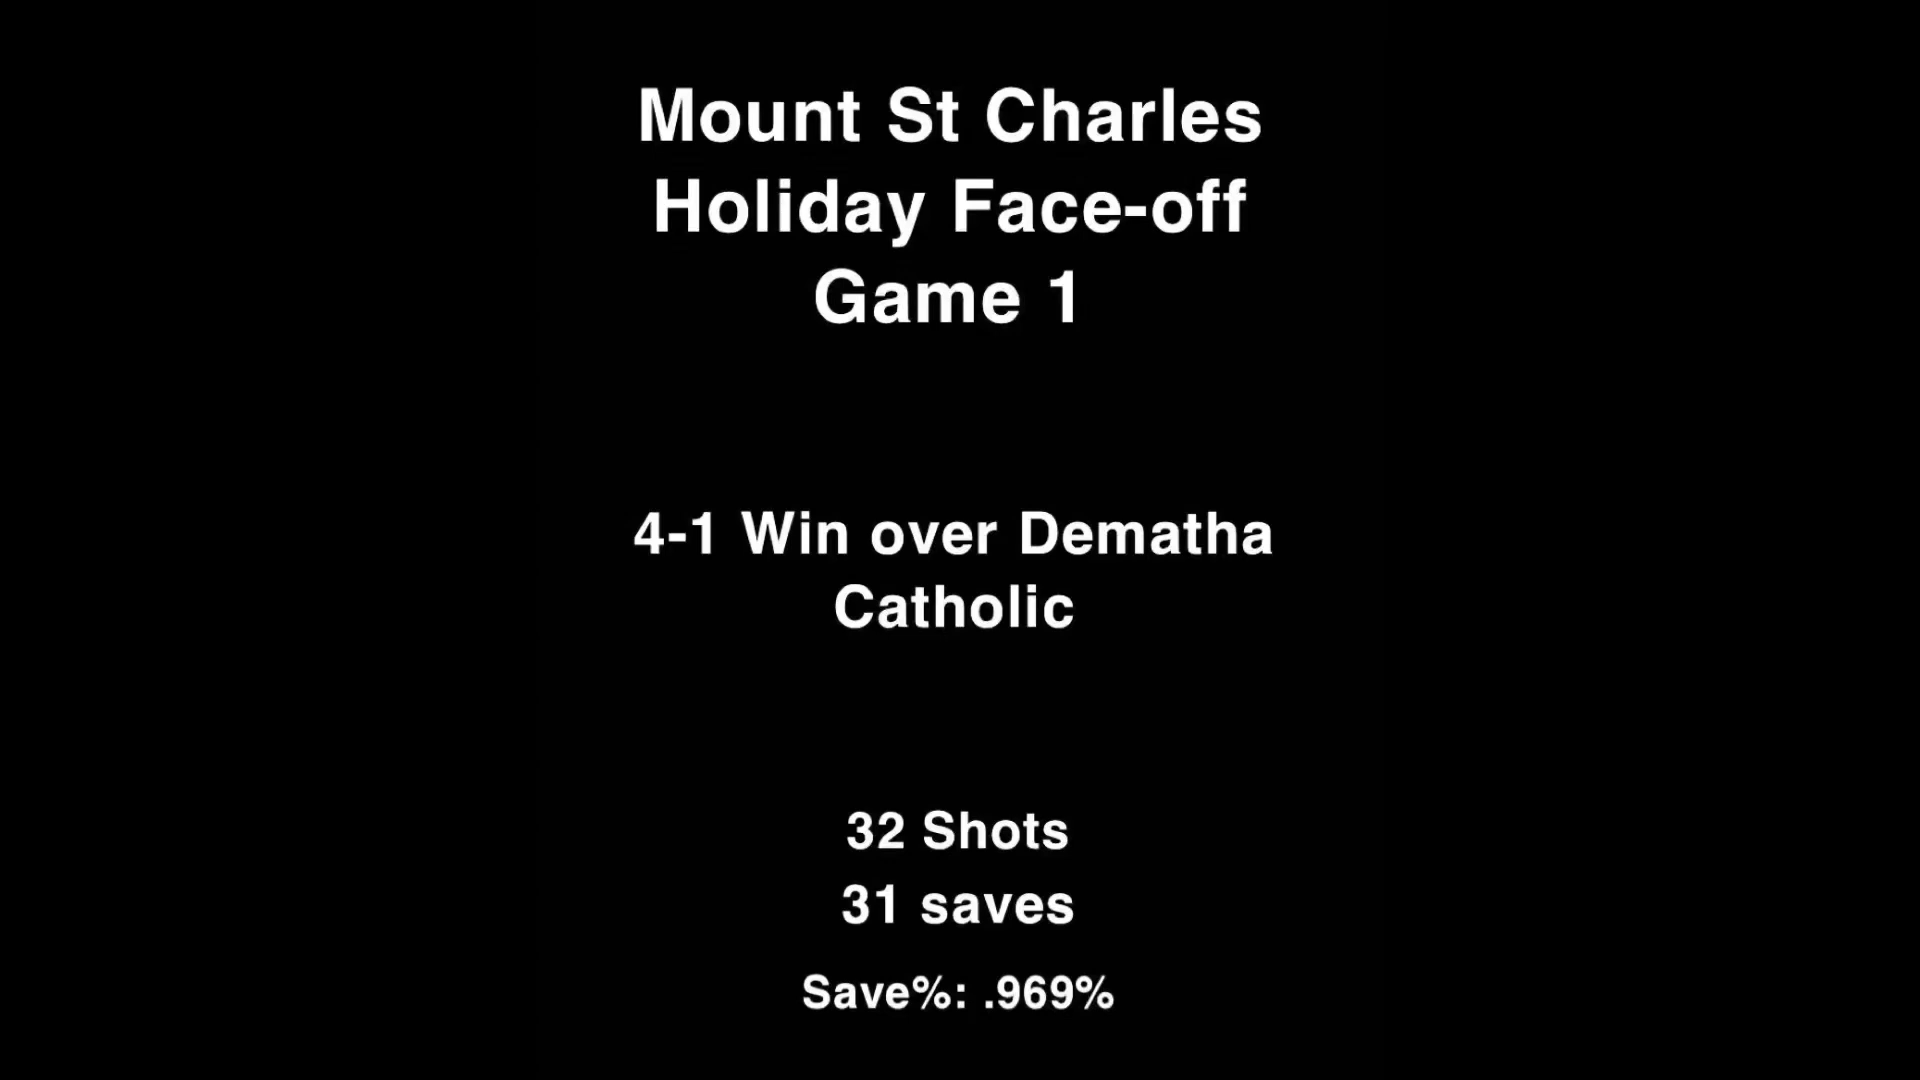 Mount St Charles
Holiday Face-off
Game 1
4-1 Win over Dematha
Catholic
32 Shots
31 saves
Save%: .969%